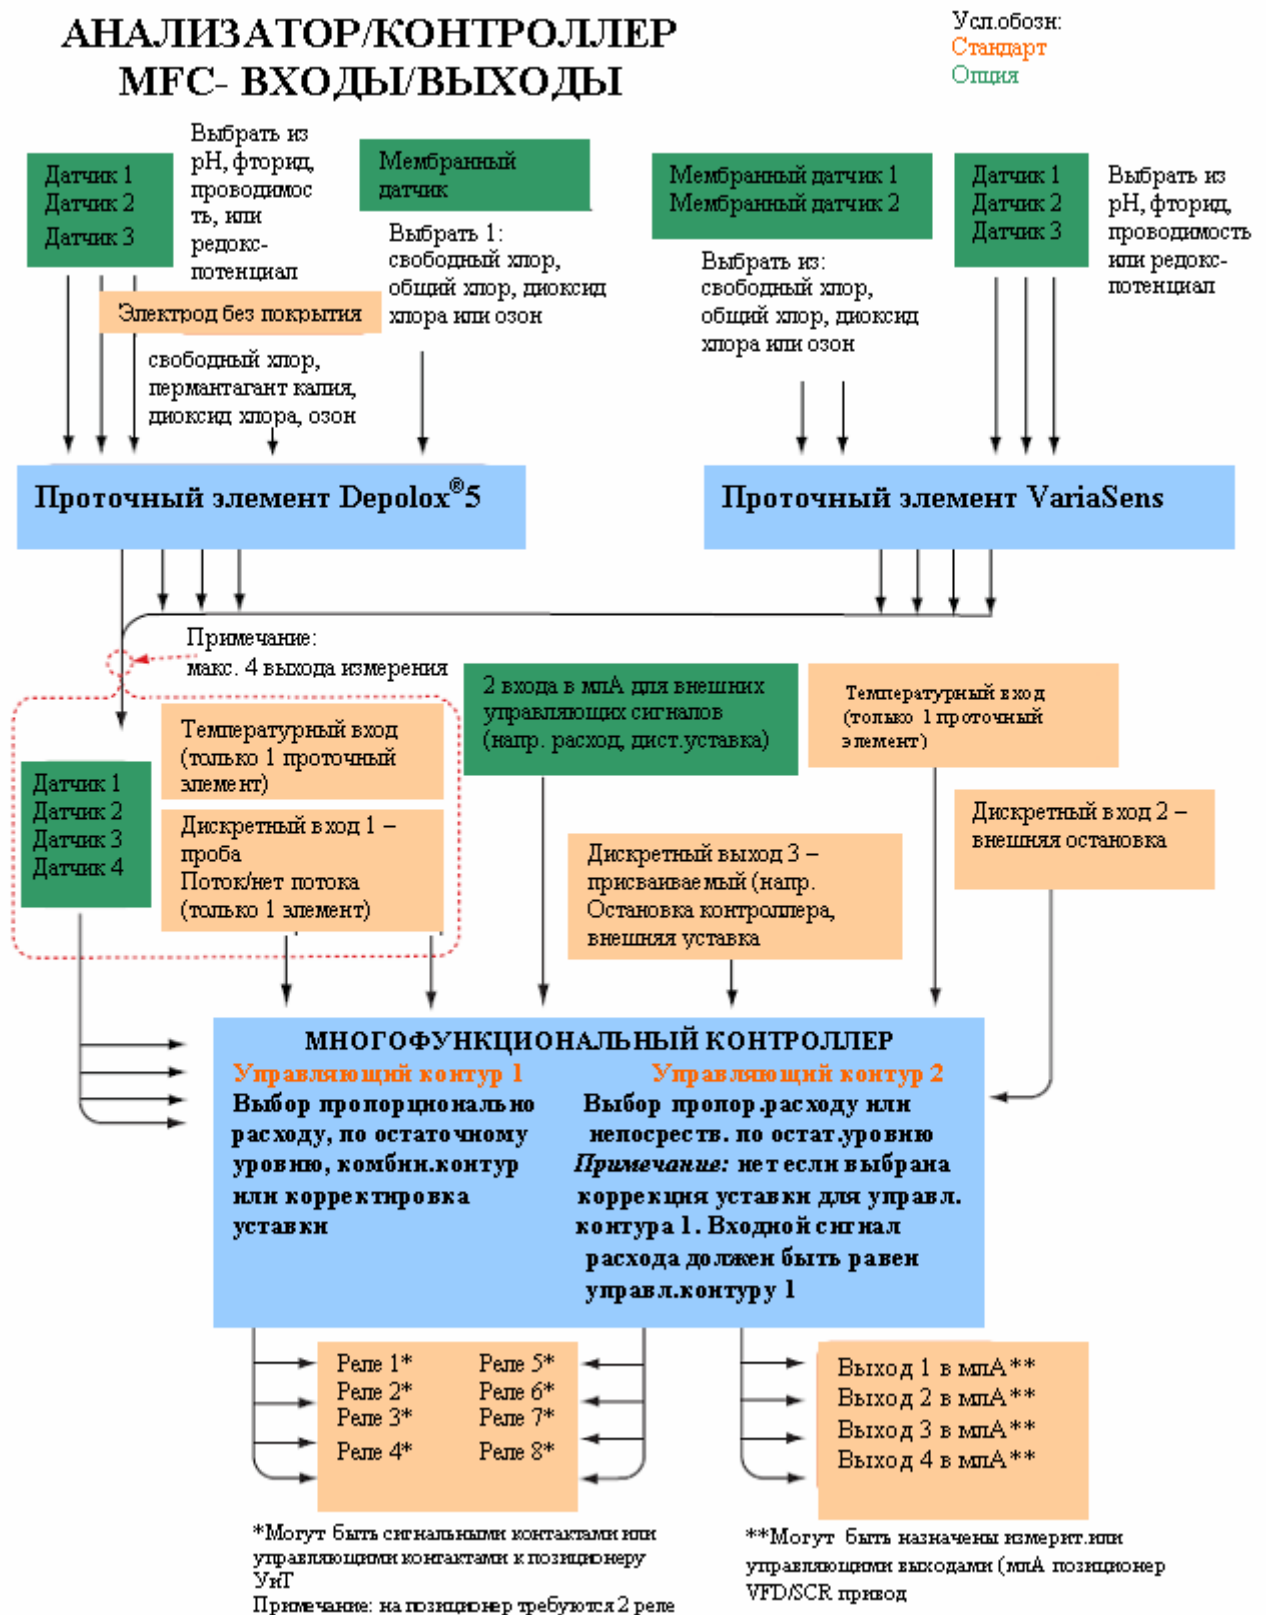 АНАЛИЗАТОР/КОНТРОЛЛЕР
MFC- ВХОДЫ/ВЫХОДЫ
Усл.обозн:
Стандарт
Опция
Датчик 1
Датчик 2
Датчик 3
Выбрать из
pH, фторид,
проводимос
ть, или
редокс-
потенциал
Мембранный
датчик
Выбрать 1:
свободный хлор,
общий хлор, диоксид
хлора или озон
Электрод без покрытия
свободный хлор,
пермантагант калия,
диоксид хлора, озон
Мембранный датчик 1
Мембранный датчик 2
Выбрать из:
свободный хлор,
общий хлор, диоксид
хлора или озон
Датчик 1
Датчик 2
Датчик 3
Выбрать из
pH, фторид,
проводимость
или редокс-
потенциал
Проточный элемент Depolox®5
Проточный элемент VariaSens
Примечание:
макс. 4 выхода измерения
Датчик 1
Датчик 2
Датчик 3
Датчик 4
Температурный вход
(только 1 проточный
элемент)
Дискретный вход 1 –
проба
Поток/нет потока
(только 1 элемент)
2 входа в млА для внешних
управляющих сигналов
(напр. расход, дист.уставка)
Дискретный выход 3 –
присваиваемый (напр.
Остановка контроллера,
внешняя уставка
Температурный вход
(только 1 проточный
элемент)
Дискретный вход 2 –
внешняя остановка
МНОГОФУНКЦИОНАЛЬНЫЙ КОНТРОЛЛЕР
Управляющий контур 1
Выбор пропорционально
расходу, по остаточному
уровню, комбин.контур
или корректировка
уставки
Управляющий контур 2
Выбор пропор.расходу или
непосредств. по остат.уровню
Примечание: нет если выбрана
коррекция уставки для управл.
контура 1. Входной сигнал
расхода должен быть равен
управл.контуру 1
Реле 1*
Реле 2*
Реле 3*
Реле 4*
Реле 5*
Реле 6*
Реле 7*
Реле 8*
Выход 1 в млА**
Выход 2 в млА**
Выход 3 в млА**
Выход 4 в млА**
*Могут быть сигнальными контактами или
управляющими контактами к позиционеру
УиТ
Примечание: на позиционер требуются 2 реле
**Могут быть назначены измерит.или
управляющими выходами (млА позиционер
VFD/SCR привод